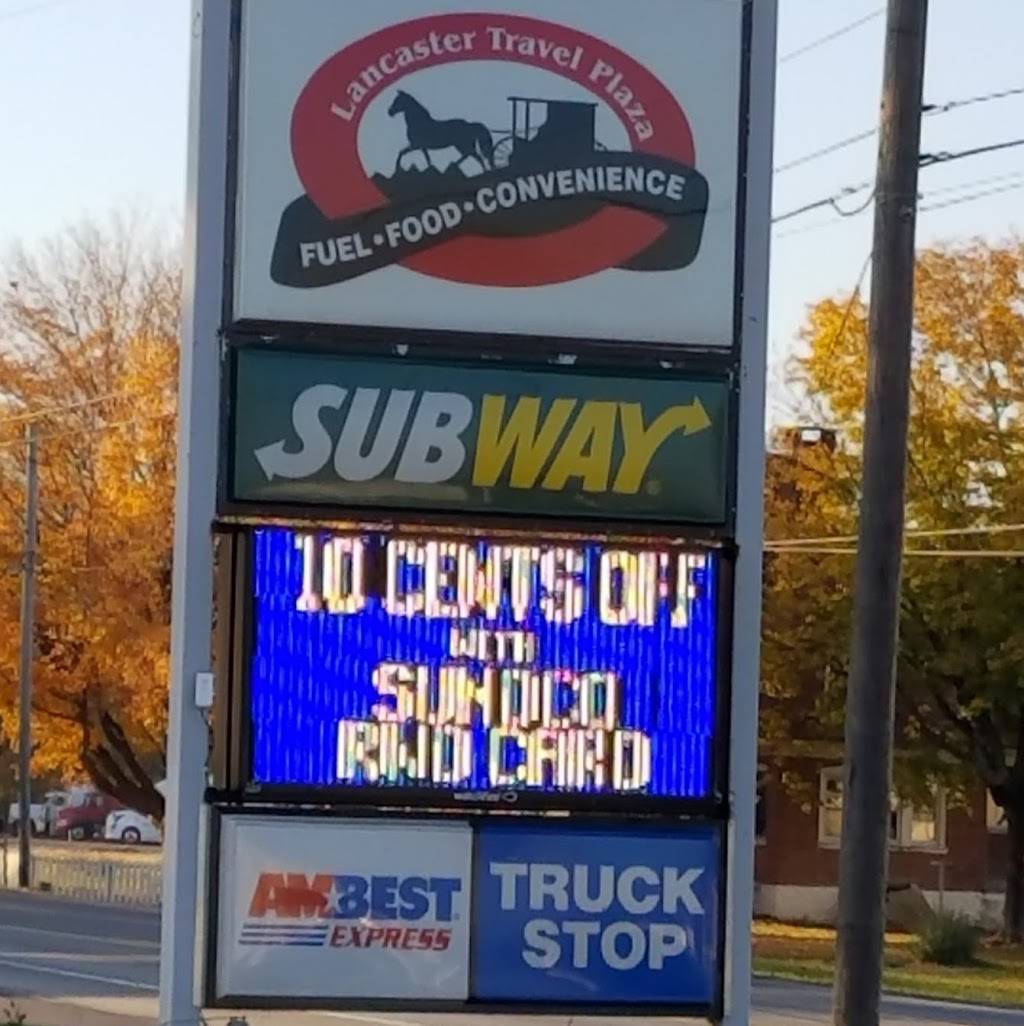 Lancaster Travel Plaza
FUEL•FOOD•CONVENIENCE
SUBWAY
10 CENTS OFF
WITH
SUNOCO
RWD CARD
AMBEST
EXPRESS
TRUCK
STOP